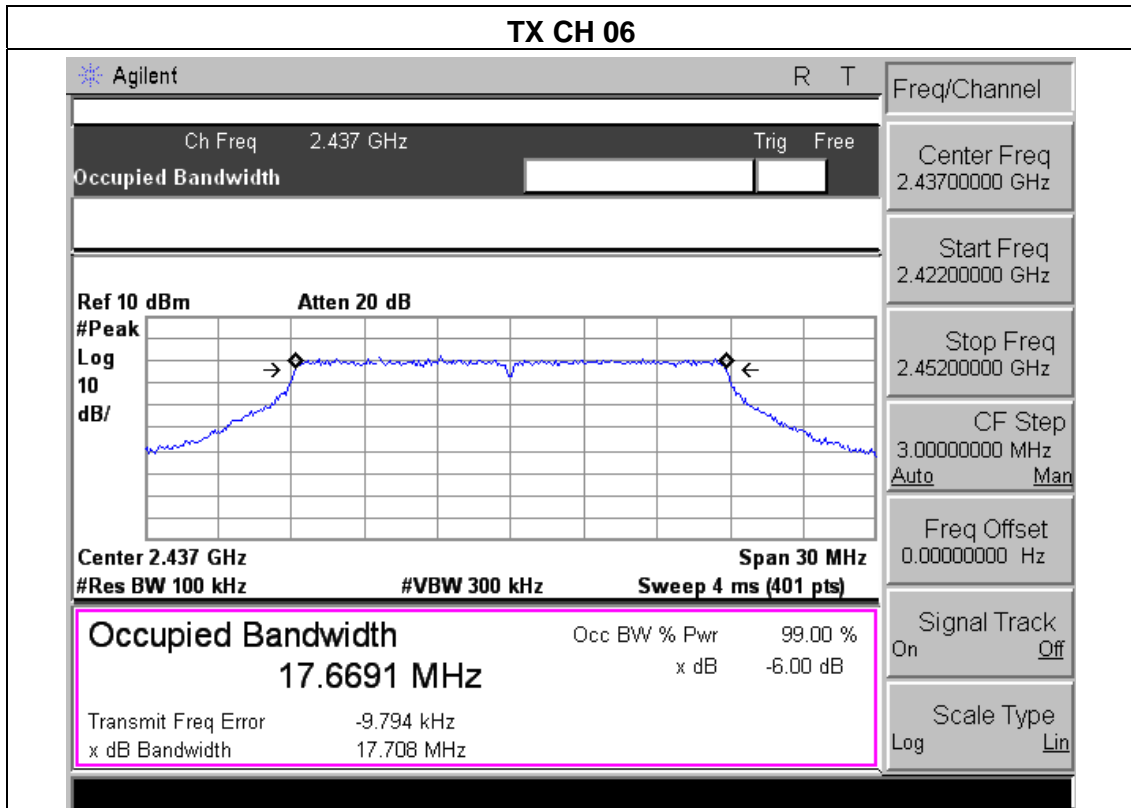 TX CH 06
Agilent R T
Freq/Channel
Ch Freq 2.437 GHz Trig Free
Occupied Bandwidth
Center Freq
2.43700000 GHz
Start Freq
2.42200000 GHz
Ref 10 dBm Atten 20 dB
#Peak
Log
10
dB/
Stop Freq
2.45200000 GHz
CF Step
3.00000000 MHz
Auto Man
Freq Offset
0.00000000 Hz
Center 2.437 GHz Span 30 MHz
#Res BW 100 kHz #VBW 300 kHz Sweep 4 ms (401 pts)
Occupied Bandwidth Occ BW % Pwr 99.00 %
17.6691 MHz x dB -6.00 dB
Signal Track
On Off
Transmit Freq Error -9.794 kHz
x dB Bandwidth 17.708 MHz
Scale Type
Log Lin